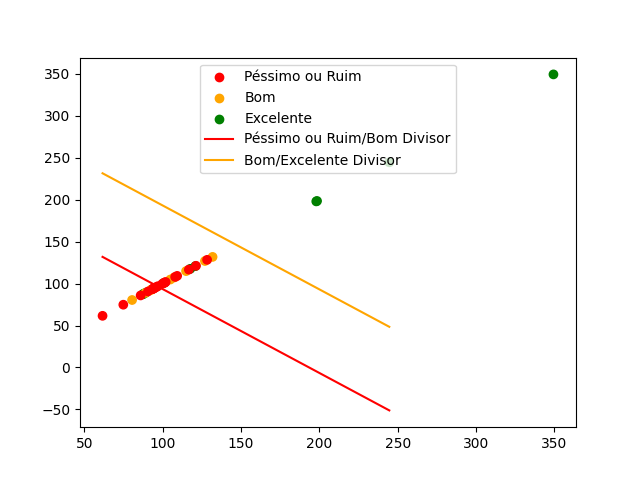 Péssimo ou Ruim
Bom
Excelente
Péssimo ou Ruim/Bom Divisor
Bom/Excelente Divisor
350
300
250
200
150
100
50
0
−50
50 100 150 200 250 300 350